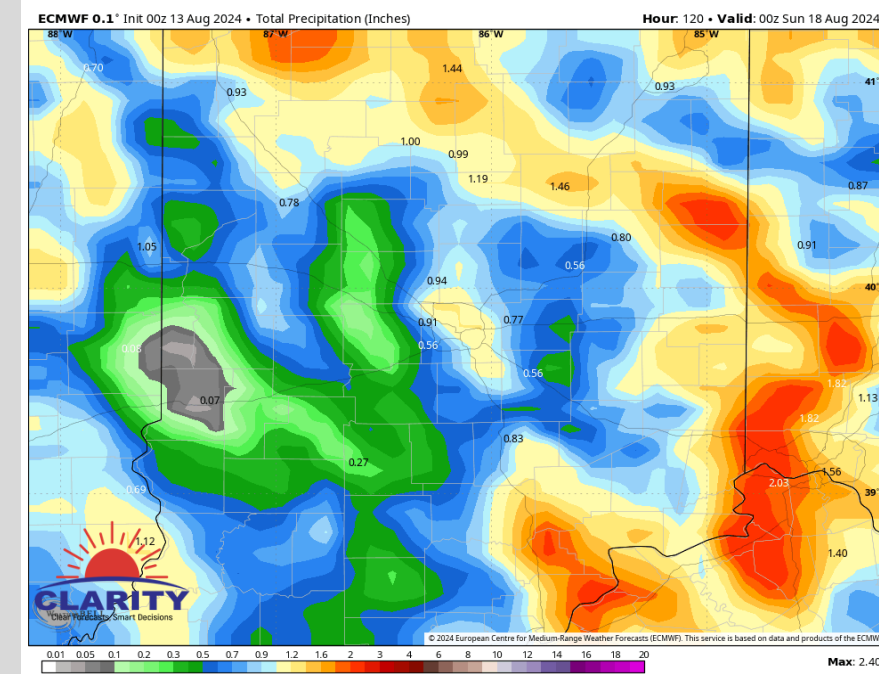 ECMWF 0.1° Init 00z 13 Aug 2024 • Total Precipitation (Inches) Hour: 120 • Valid: 00z Sun 18 Aug 2024
88°W 87°W 86°W 85°W
0.70 1.44 41°
0.93 0.93
1.00
0.99
1.19 1.46 0.87
0.78
1.05 0.80 0.91
0.56
0.94 40°
0.91 0.77
0.06 0.56
0.56 1.82
0.07 1.13
1.82
0.83
0.27 1.56
0.69 2.03 39°
1.12 1.40
CLARITY
Clear Forecasts, Smart Decisions
© 2024 European Centre for Medium-Range Weather Forecasts (ECMWF). This service is based on data and products of the ECMW
0.01 0.05 0.1 0.2 0.3 0.5 0.7 0.9 1.2 1.6 2 3 4 6 8 10 12 14 16 18 20
Max: 2.40